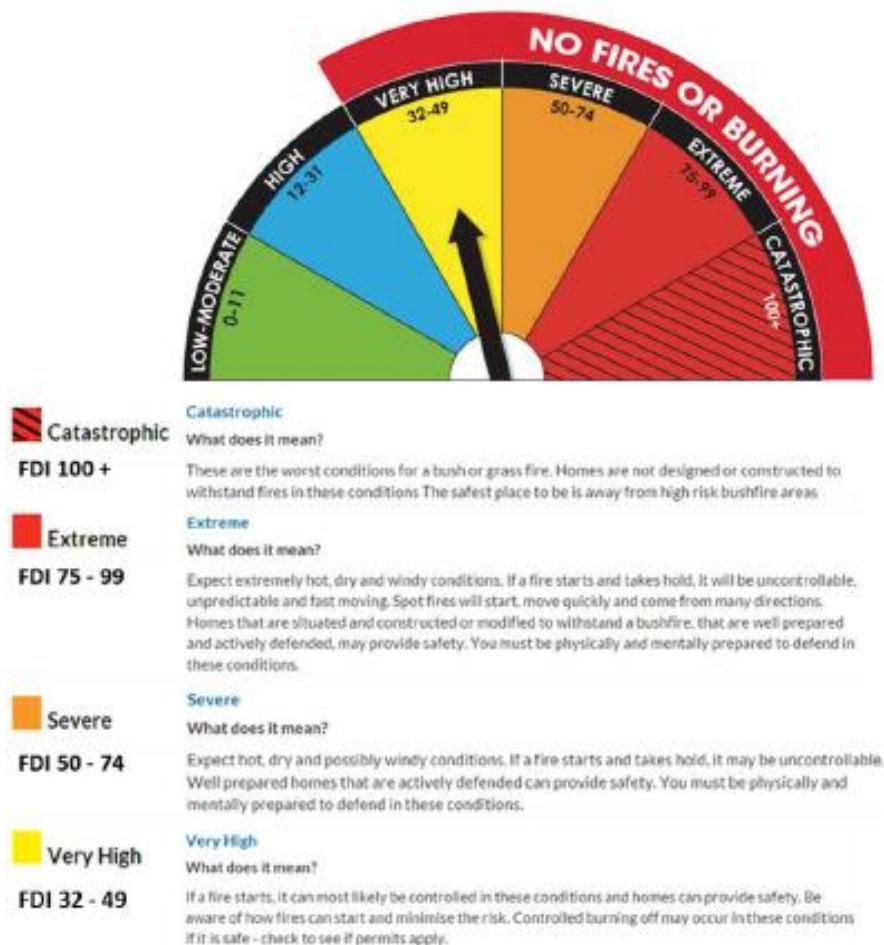 NO FIRES OR BURNING
LOW-MODERATE
0-11
HIGH
12-31
VERY HIGH
32-49
SEVERE
50-74
EXTREME
75-99
CATASTROPHIC
100+
Catastrophic
FDI 100 +
Catastrophic
What does it mean?
These are the worst conditions for a bush or grass fire. Homes are not designed or constructed to
withstand fires in these conditions The safest place to be is away from high risk bushfire areas
Extreme
FDI 75 - 99
Extreme
What does it mean?
Expect extremely hot, dry and windy conditions. If a fire starts and takes hold, it will be uncontrollable,
unpredictable and fast moving. Spot fires will start, move quickly and come from many directions.
Homes that are situated and constructed or modified to withstand a bushfire, that are well prepared
and actively defended, may provide safety. You must be physically and mentally prepared to defend in
these conditions.
Severe
FDI 50 - 74
Severe
What does it mean?
Expect hot, dry and possibly windy conditions. If a fire starts and takes hold, it may be uncontrollable.
Well prepared homes that are actively defended can provide safety. You must be physically and
mentally prepared to defend in these conditions.
Very High
FDI 32 - 49
Very High
What does it mean?
If a fire starts, it can most likely be controlled in these conditions and homes can provide safety. Be
aware of how fires can start and minimise the risk. Controlled burning off may occur in these conditions
if it is safe - check to see if permits apply.